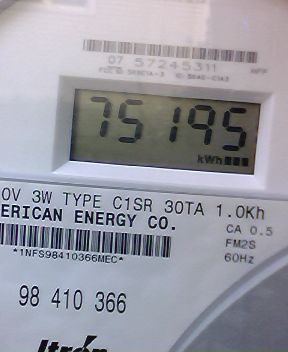 07 57245311
75195
kWh
0V 3W TYPE C1SR 30TA 1.0Kh
ERICAN ENERGY CO.
CA 0.5
FM2S
60Hz
*1NFS98410366MEC*
98 410 366
Itrón